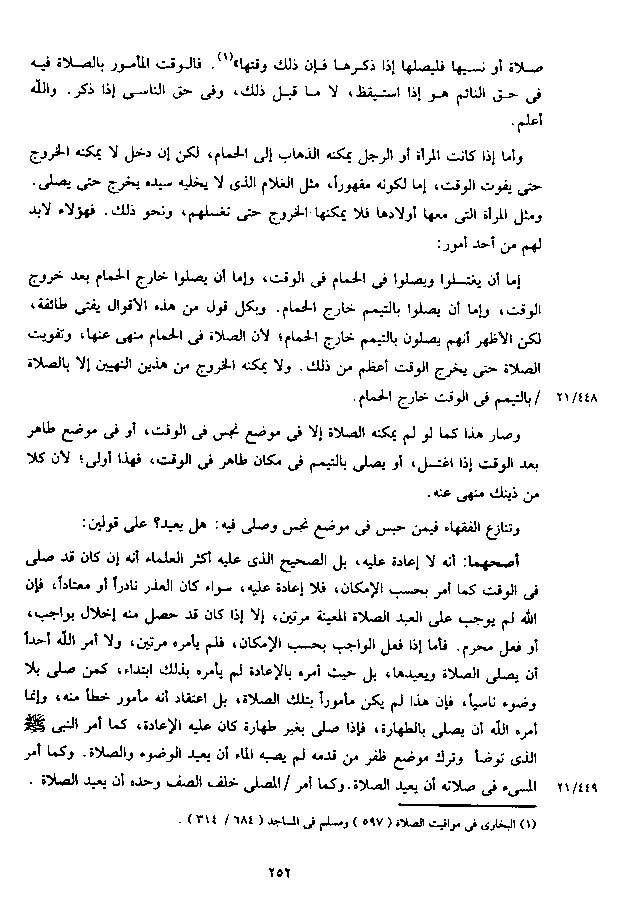 صلاة أو نسيها فليصلها إذا ذكرها فإن ذلك وقتها»(١). فالوقت المأمور بالصلاة فيه
فى حق النائم هو إذا استيقظ، لا ما قبل ذلك، وفى حق الناسى إذا ذكر. والله
أعلم.
وأما إذا كانت المرأة أو الرجل يمكنه الذهاب إلى الحمام، لكن إن دخل لا يمكنه الخروج
حتى يفوت الوقت، إما لكونه مقهوراً، مثل الغلام الذى لا يخليه سيده يخرج حتى يصلى.
ومثل المرأة التى معها أولادها فلا يمكنها الخروج حتى تغسلهم، ونحو ذلك. فهؤلاء لابد
لهم من أحد أمور:
إما أن يغتسلوا ويصلوا فى الحمام فى الوقت، وإما أن يصلوا خارج الحمام بعد خروج
الوقت، وإما أن يصلوا بالتيمم خارج الحمام. وبكل قول من هذه الأقوال يفتى طائفة،
لكن الأظهر أنهم يصلون بالتيمم خارج الحمام؛ لأن الصلاة فى الحمام منهى عنها، وتفويت
الصلاة حتى يخرج الوقت أعظم من ذلك. ولا يمكنه الخروج من هذين النهيين إلا بالصلاة
/ بالتيمم فى الوقت خارج الحمام. ٢١/٤٤٨
وصار هذا كما لو لم يمكنه الصلاة إلا فى موضع نجس فى الوقت، أو فى موضع طاهر
بعد الوقت إذا اغتسل، أو يصلى بالتيمم فى مكان طاهر فى الوقت، فهذا أولى؛ لأن كلا
من ذينك منهى عنه.
وتنازع الفقهاء فيمن حبس فى موضع نجس وصلى فيه: هل يعيد؟ على قولين:
أصحهما: أنه لا إعادة عليه، بل الصحيح الذى عليه أكثر العلماء أنه إن كان قد صلى
فى الوقت كما أمر بحسب الإمكان، فلا إعادة عليه، سواء كان العذر نادراً أو معتاداً، فإن
الله لم يوجب على العبد الصلاة المعينة مرتين، إلا إذا كان قد حصل منه إخلال بواجب،
أو فعل محرم. فأما إذا فعل الواجب بحسب الإمكان، فلم يأمره مرتين، ولا أمر الله أحداً
أن يصلى الصلاة ويعيدها، بل حيث أمره بالإعادة لم يأمره بذلك ابتداء، كمن صلى بلا
وضوء ناسياً، فإن هذا لم يكن مأموراً بتلك الصلاة، بل اعتقاد أنه مأمور خطأ منه، وإنما
أمره الله أن يصلى بالطهارة، فإذا صلى بغير طهارة كان عليه الإعادة، كما أمر النبى ﷺ
الذى توضأ وترك موضع ظفر من قدمه لم يصبه الماء أن يعيد الوضوء والصلاة. وكما أمر
المسىء فى صلاته أن يعيد الصلاة. وكما أمر / المصلى خلف الصف وحده أن يعيد الصلاة . ٢١/٤٤٩
(١) البخارى فى مواقيت الصلاة ( ٥٩٧ ) ومسلم فى المساجد ( ٦٨٤ / ٣١٤ ) .
٢٥٢